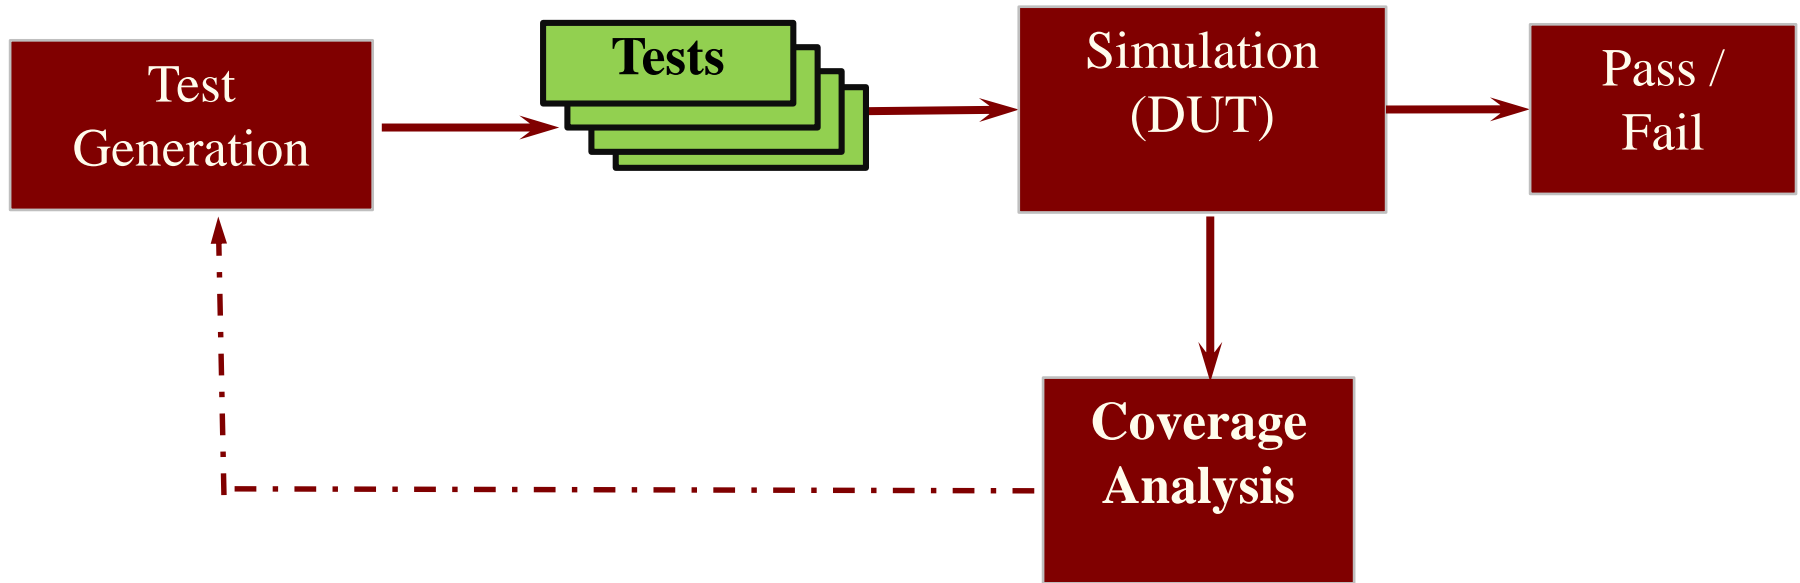 Test
Generation
Tests
Simulation
(DUT)
Pass /
Fail
Coverage
Analysis